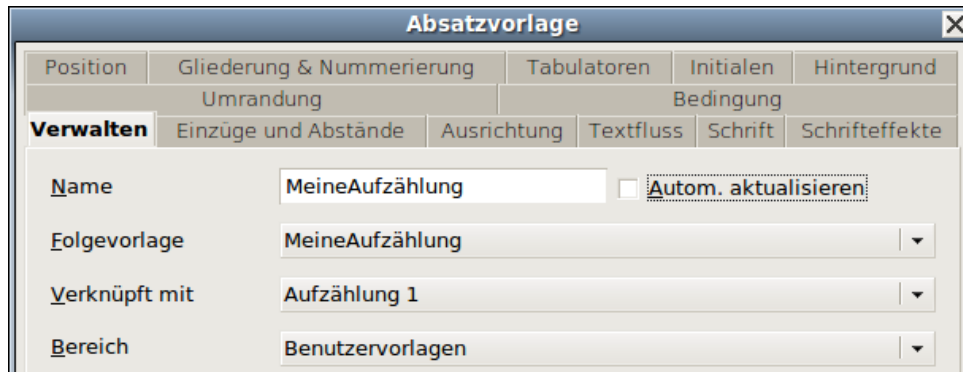 Absatzvorlage
Position Gliederung & Nummerierung Tabulatoren Initialen Hintergrund
Umrandung Bedingung
Verwalten Einzüge und Abstände Ausrichtung Textfluss Schrift Schrifteffekte
Name MeineAufzählung Autom. aktualisieren
Folgevorlage MeineAufzählung
Verknüpft mit Aufzählung 1
Bereich Benutzervorlagen